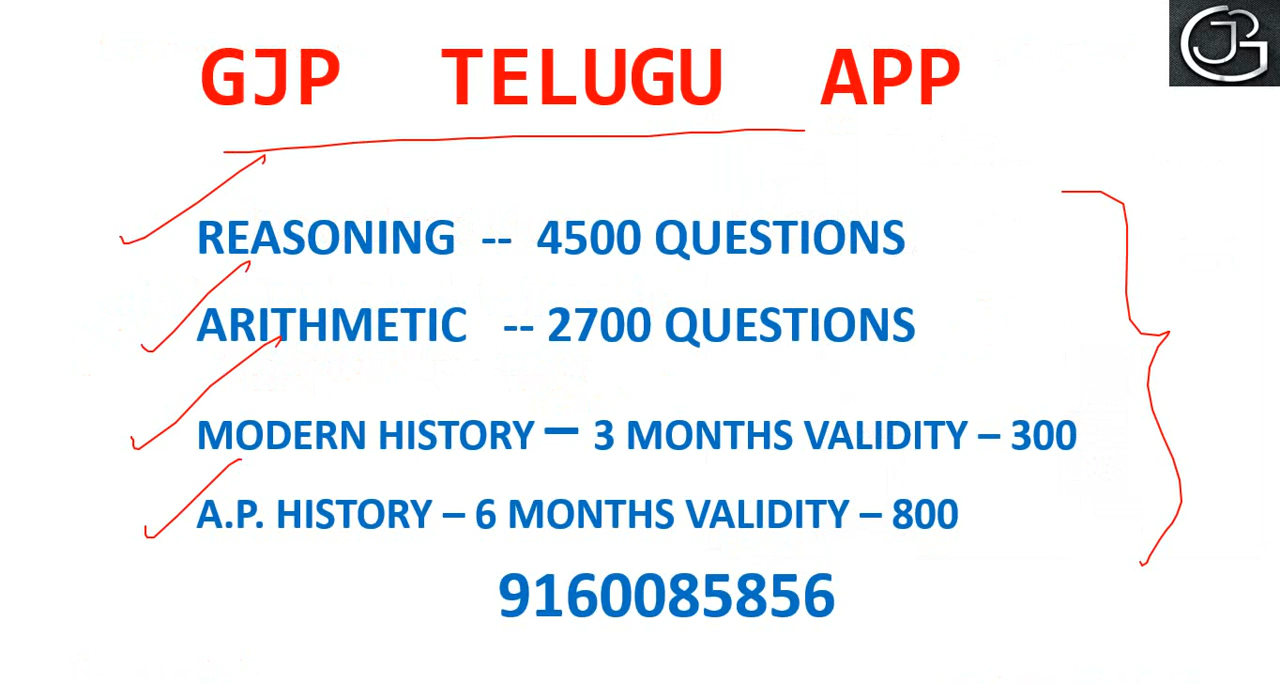 GJP TELUGU APP
REASONING -- 4500 QUESTIONS
ARITHMETIC -- 2700 QUESTIONS
MODERN HISTORY – 3 MONTHS VALIDITY – 300
A.P. HISTORY – 6 MONTHS VALIDITY – 800
9160085856